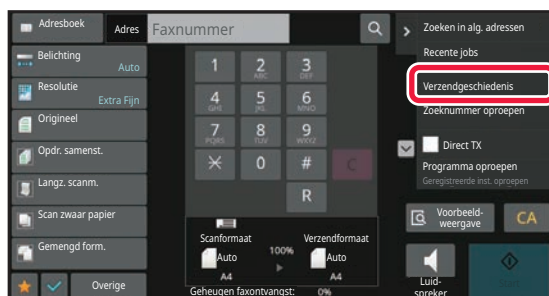 Adresboek
Adres
Faxnummer
Zoeken in alg. adressen
Belichting
Auto
Recente jobs
Resolutie
Extra Fijn
Verzendgeschiedenis
Zoeknummer oproepen
Origineel
Opdr. samenst.
Direct TX
Programma oproepen
Geregistreerde inst. oproepen
Langz. scanm.
Scan zwaar papier
Gemengd form.
Overige
1
2
ABC
3
DEF
4
GHI
5
JKL
6
MNO
7
PQRS
8
TUV
9
WXYZ
0
#
C
R
Scanformaat
Auto
A4
100%
Verzendformaat
Auto
A4
Geheugen faxontvangst: 0%
Voorbeeld-
weergave
CA
Luid-
spreker
Start